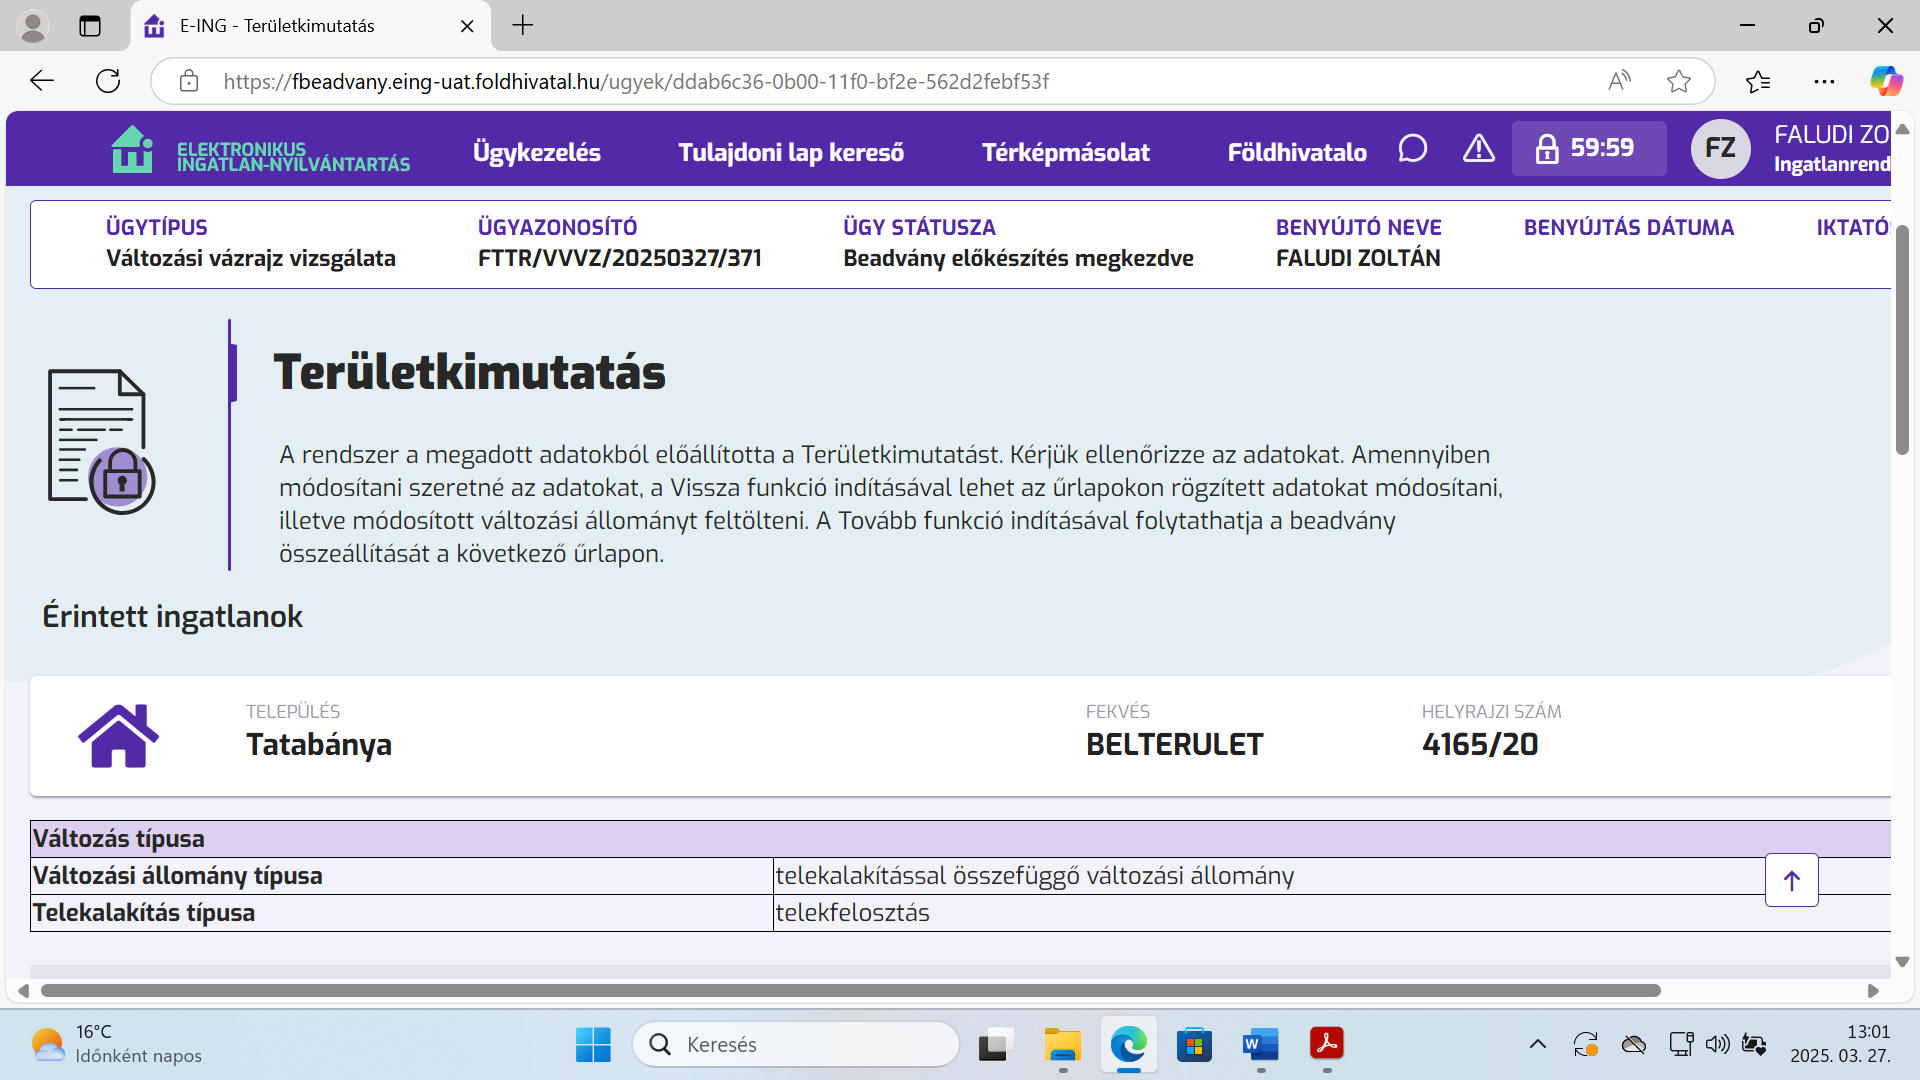 E-ING - Területkimutatás
https://fbeadvany.eing-uat.foldhivatal.hu/ugyek/ddab6c36-0b00-11f0-bf2e-562d2febf53f
ELEKTRONIKUS
INGATLAN-NYILVÁNTARTÁS
Ügykezelés
Tulajdoni lap kereső
Térképmásolat
Földhivatalo
59:59
FZ
FALUDI ZO
Ingatlanrend
ÜGYTÍPUS
Változási vázrajz vizsgálata
ÜGYAZONOSÍTÓ
FTTR/VVVZ/20250327/371
ÜGY STÁTUSZA
Beadvány előkészítés megkezdve
BENYÚJTÓ NEVE
FALUDI ZOLTÁN
BENYÚJTÁS DÁTUMA
IKTATÓ
Területkimutatás
A rendszer a megadott adatokból előállította a Területkimutatást. Kérjük ellenőrizze az adatokat. Amennyiben
módosítani szeretné az adatokat, a Vissza funkció indításával lehet az űrlapokon rögzített adatokat módosítani,
illetve módosított változási állományt feltölteni. A Tovább funkció indításával folytathatja a beadvány
összeállítását a következő űrlapon.
Érintett ingatlanok
TELEPÜLÉS
Tatabánya
FEKVÉS
BELTERULET
HELYRAJZI SZÁM
4165/20
Változás típusa
Változási állomány típusa
telekalakítással összefüggő változási állomány
Telekalakítás típusa
telekfelosztás
16°C
Időnként napos
Keresés
13:01
2025. 03. 27.